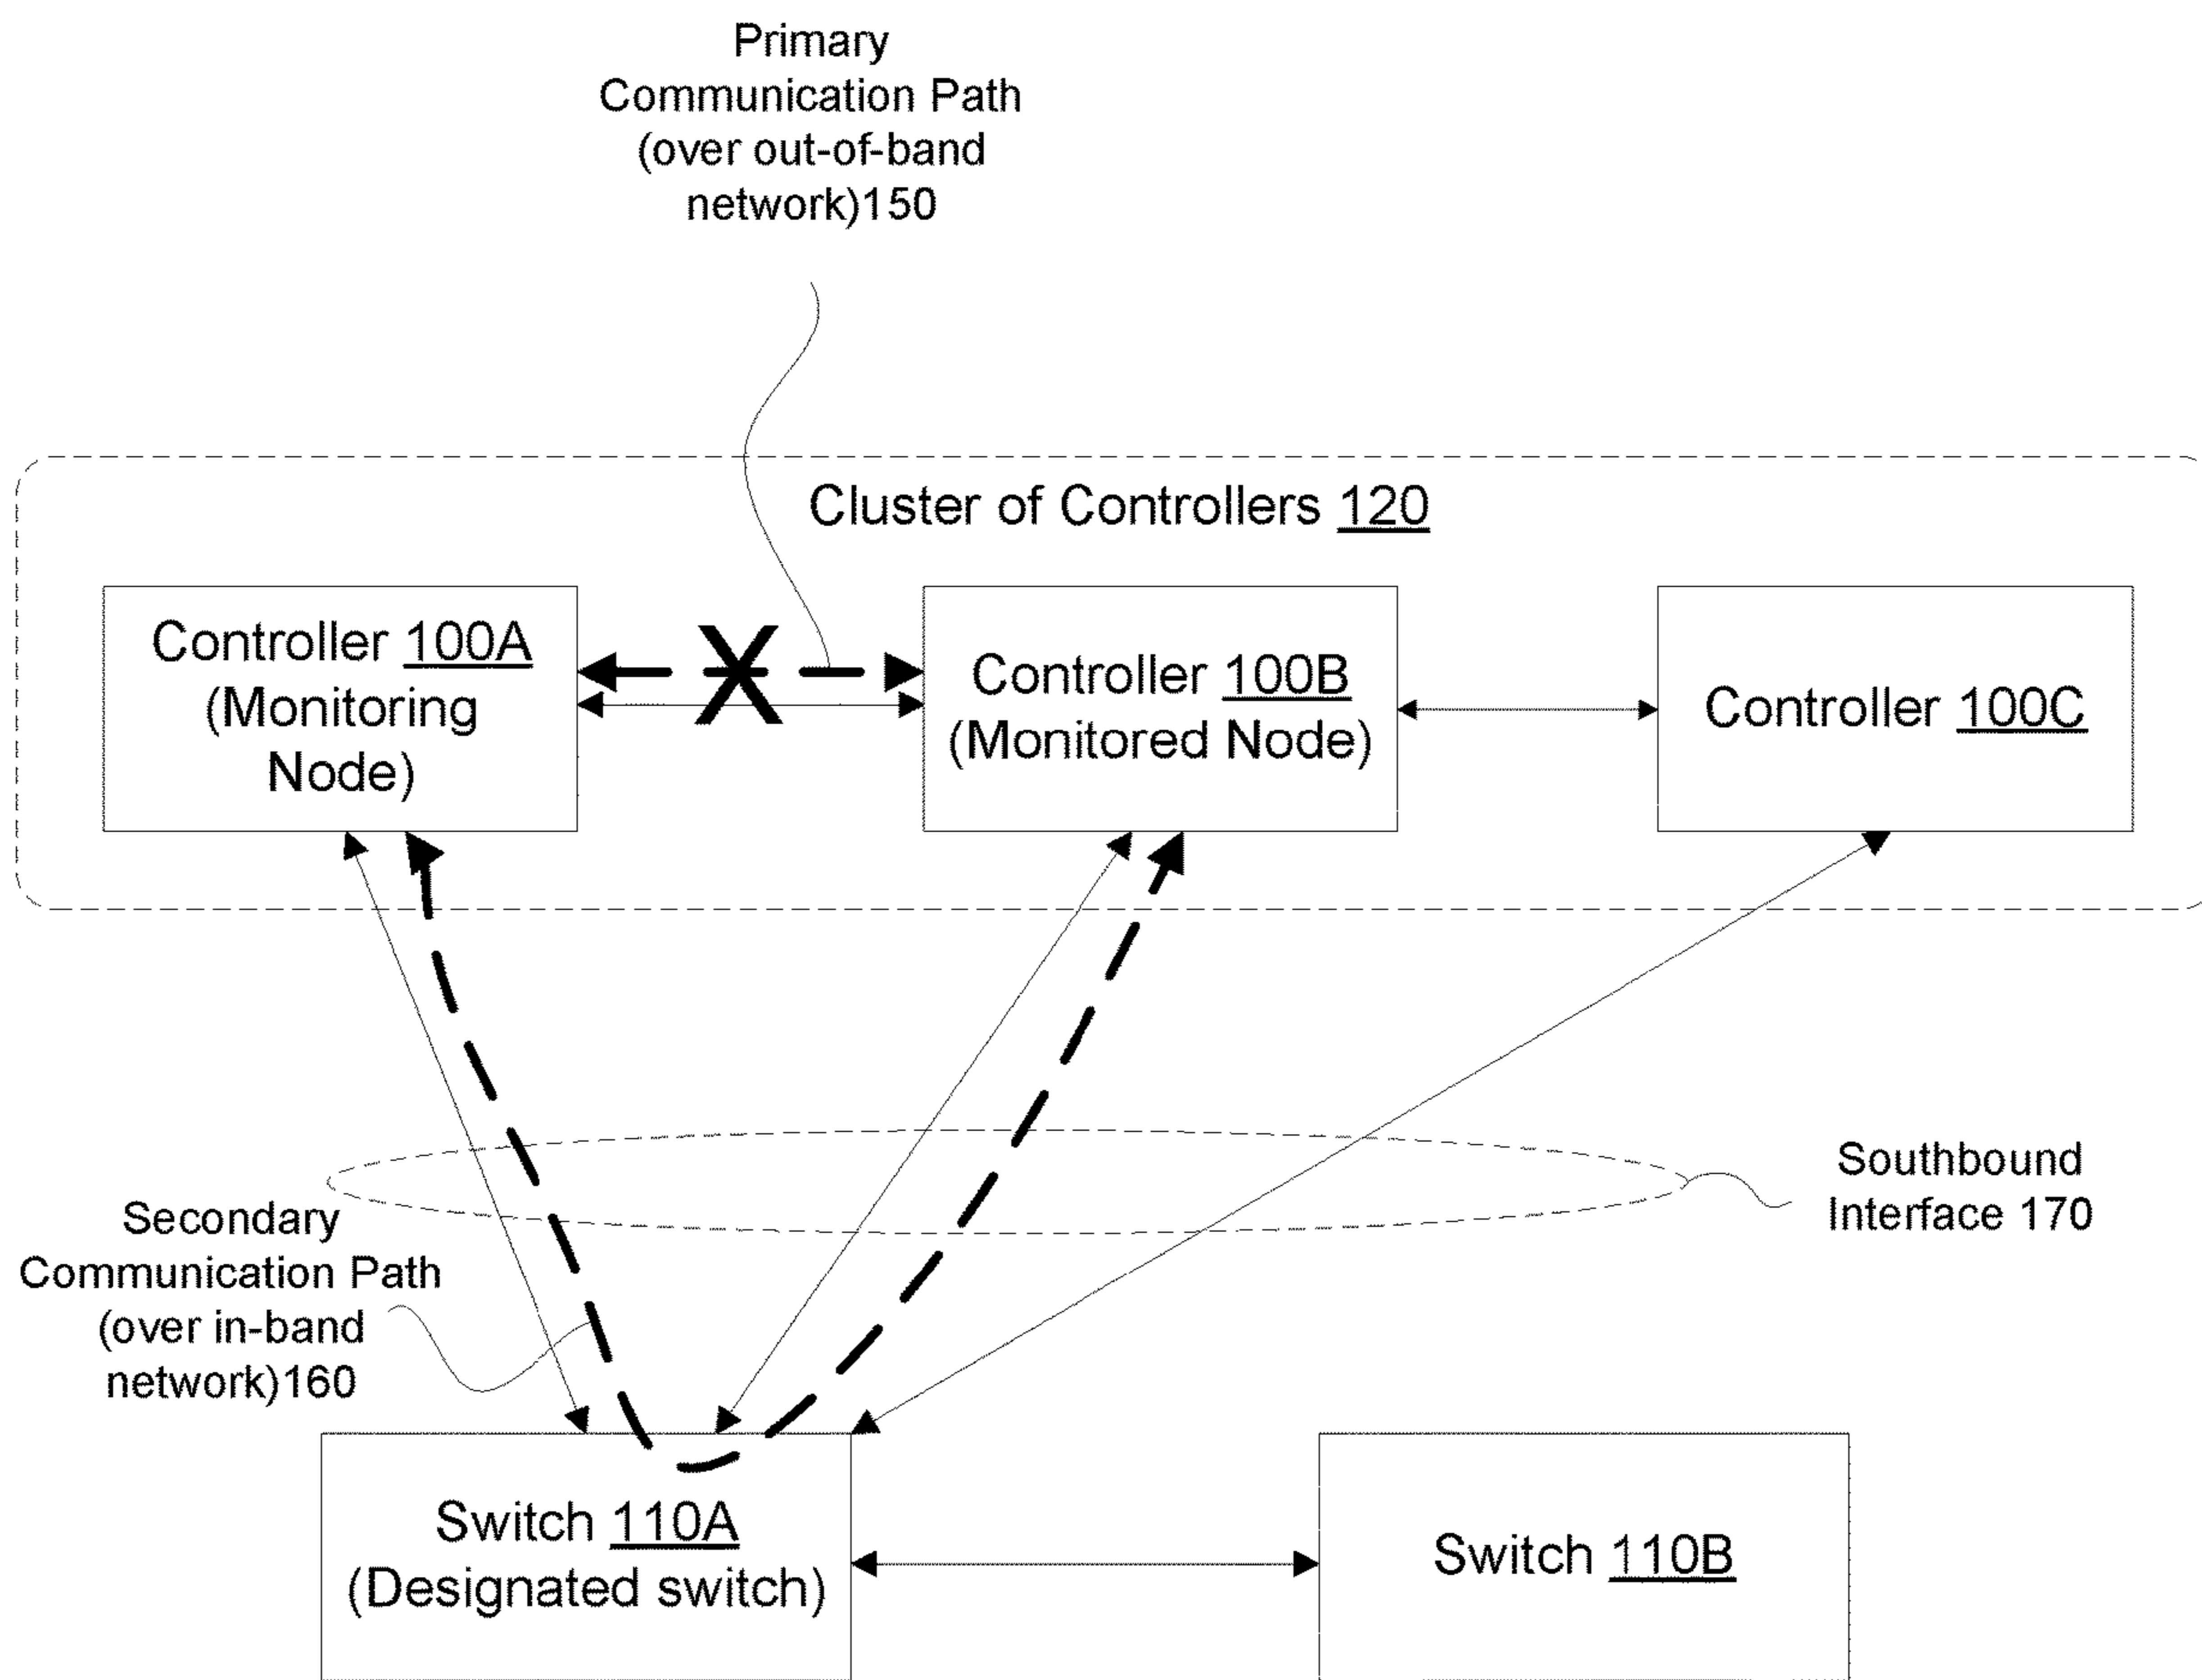 Primary
Communication Path
(over out-of-band
network)150
Cluster of Controllers 120
Controller 100A
(Monitoring
Node)
X
Controller 100B
(Monitored Node)
Controller 100C
Southbound
Interface 170
Secondary
Communication Path
(over in-band
network)160
Switch 110A
(Designated switch)
Switch 110B